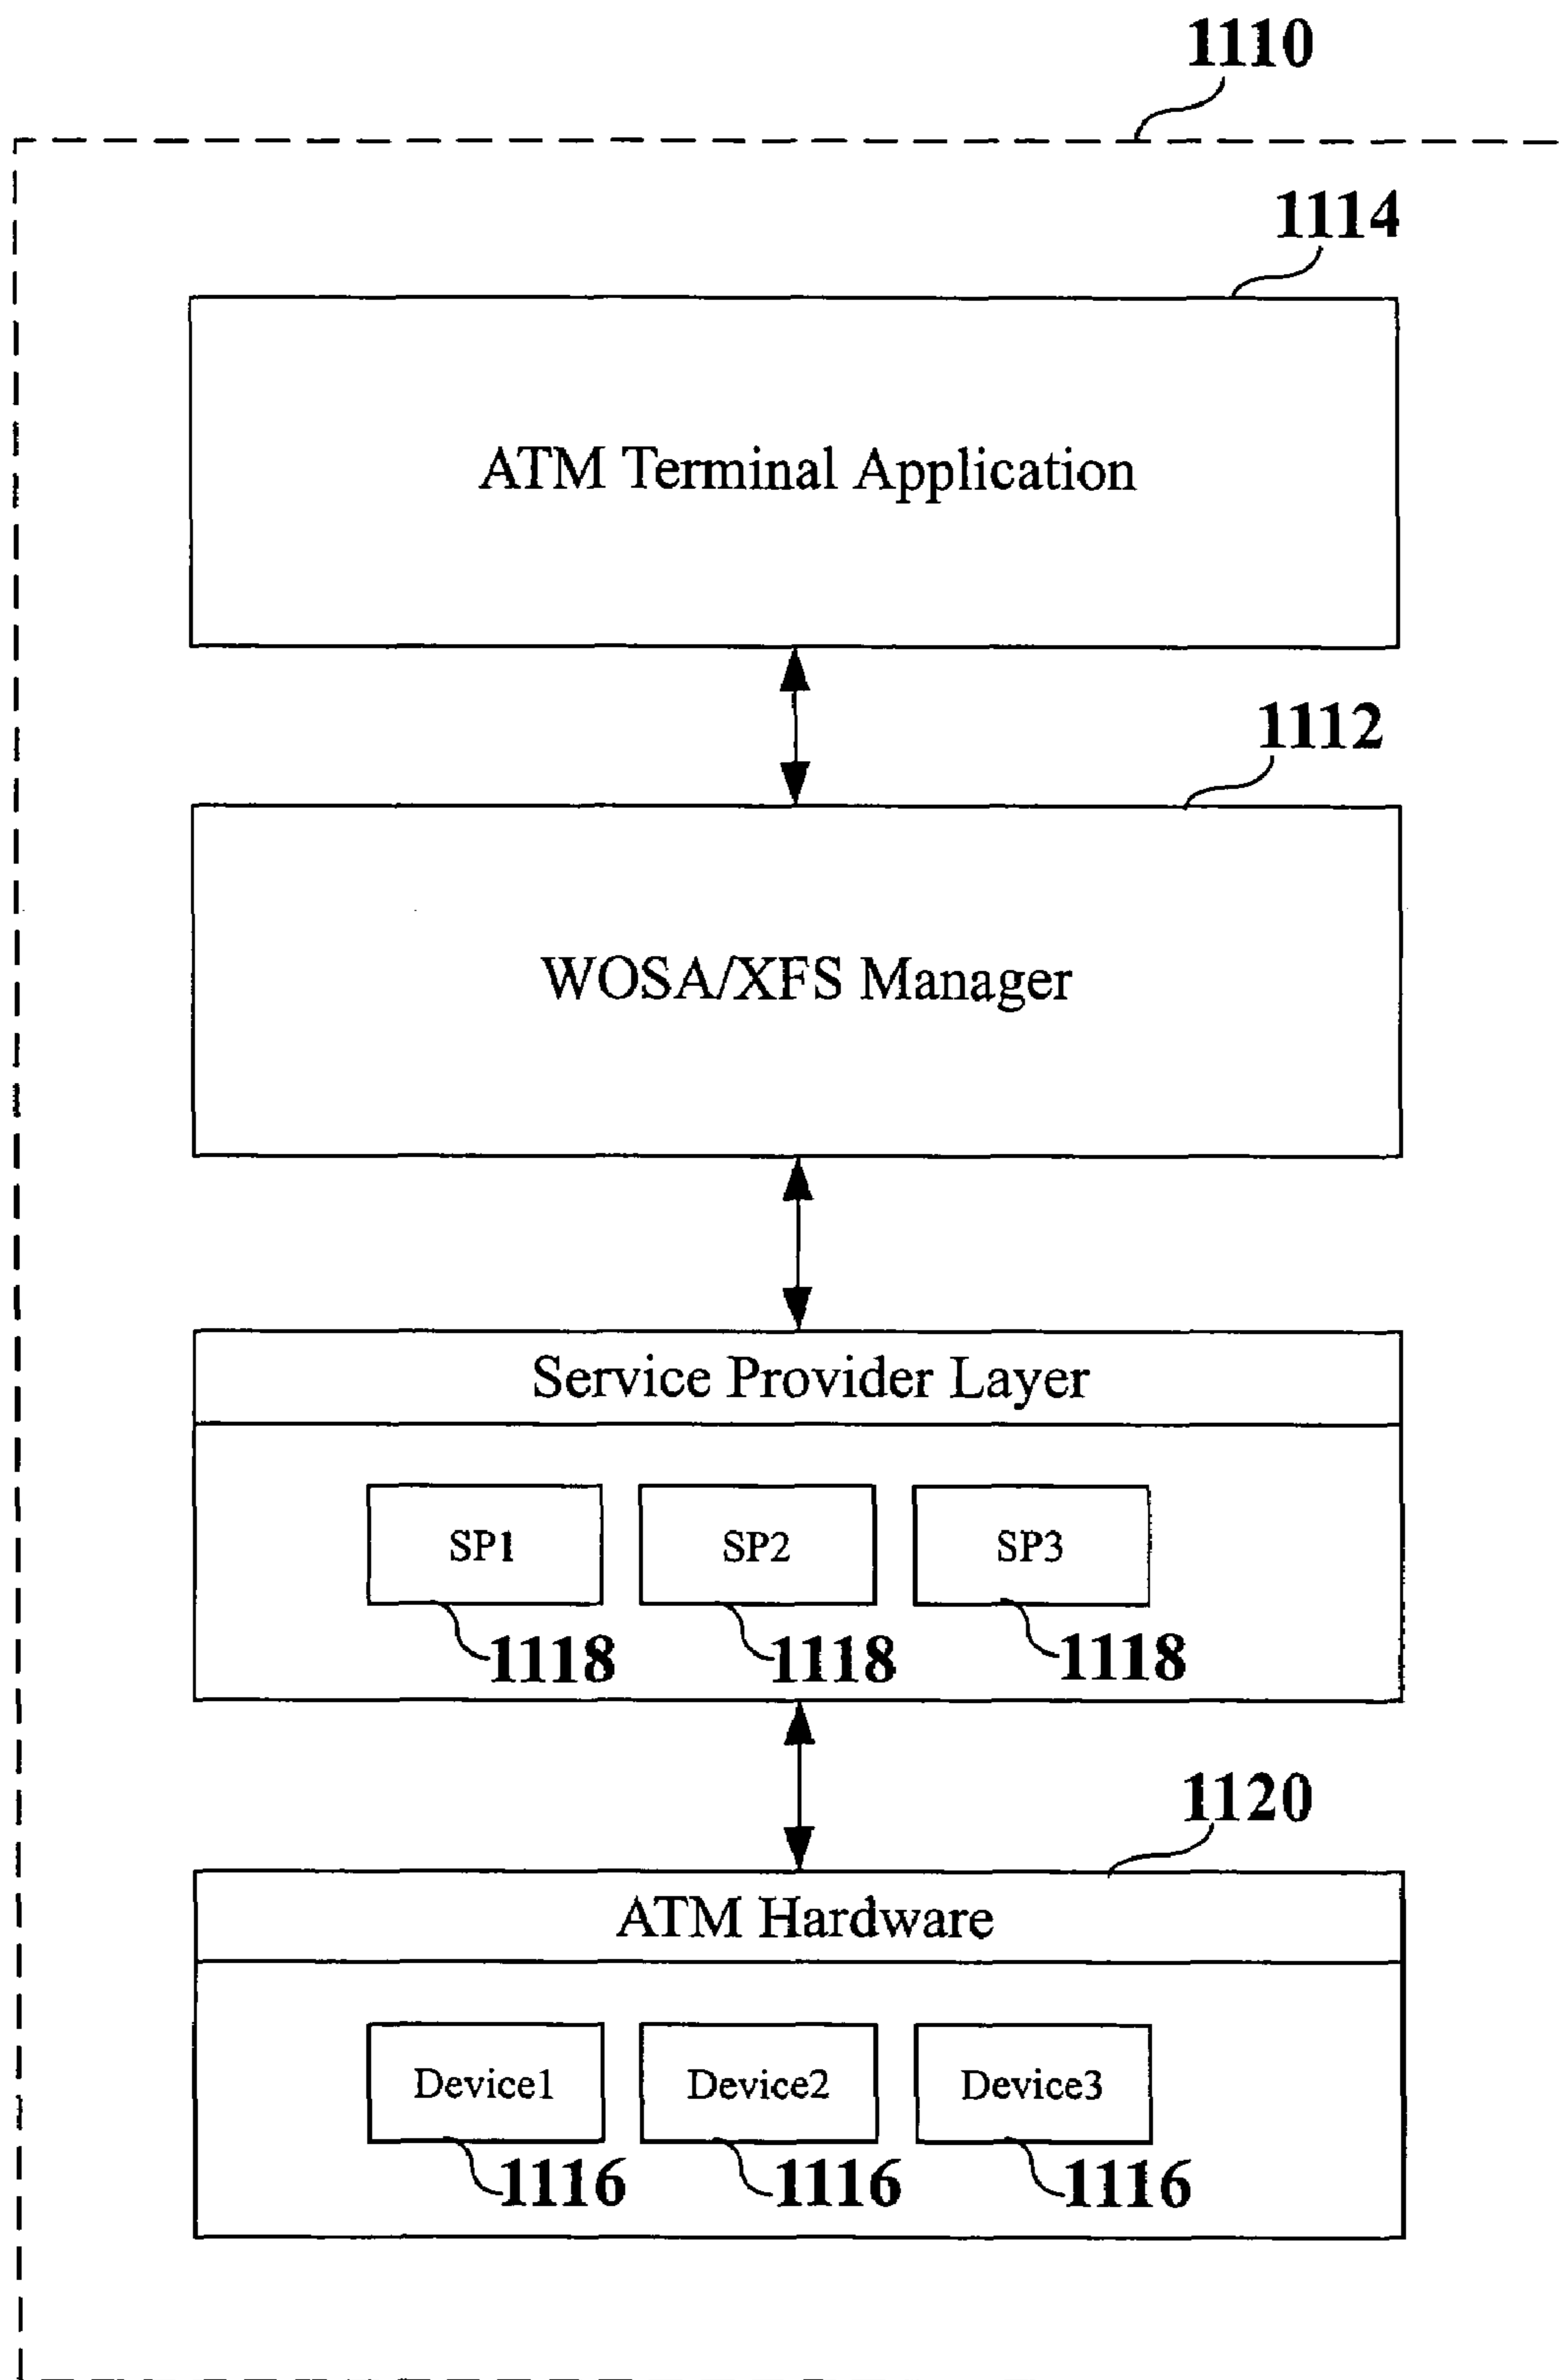 1110
1114
ATM Terminal Application
1112
WOSA/XFS Manager
Service Provider Layer
SP1 SP2 SP3
1118 1118 1118
1120
ATM Hardware
Device1 Device2 Device3
1116 1116 1116